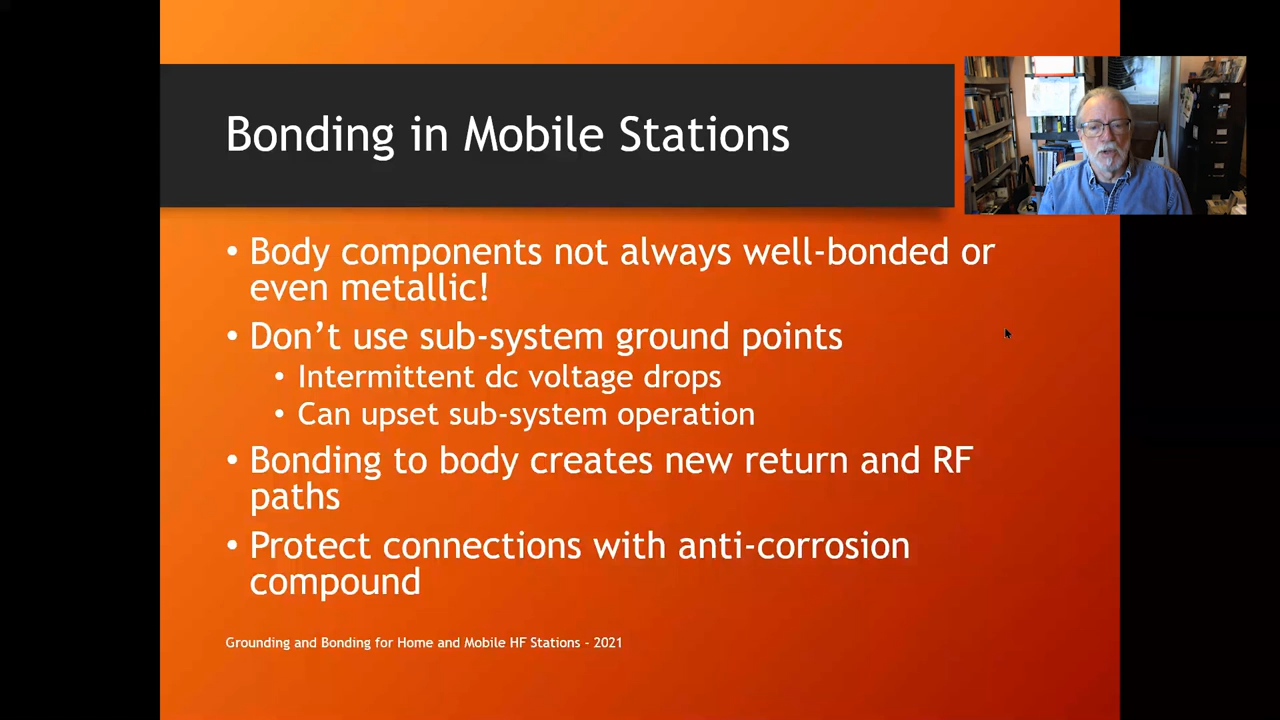 Bonding in Mobile Stations
• Body components not always well-bonded or
even metallic!
• Don’t use sub-system ground points
• Intermittent dc voltage drops
• Can upset sub-system operation
• Bonding to body creates new return and RF
paths
• Protect connections with anti-corrosion
compound
Grounding and Bonding for Home and Mobile HF Stations - 2021